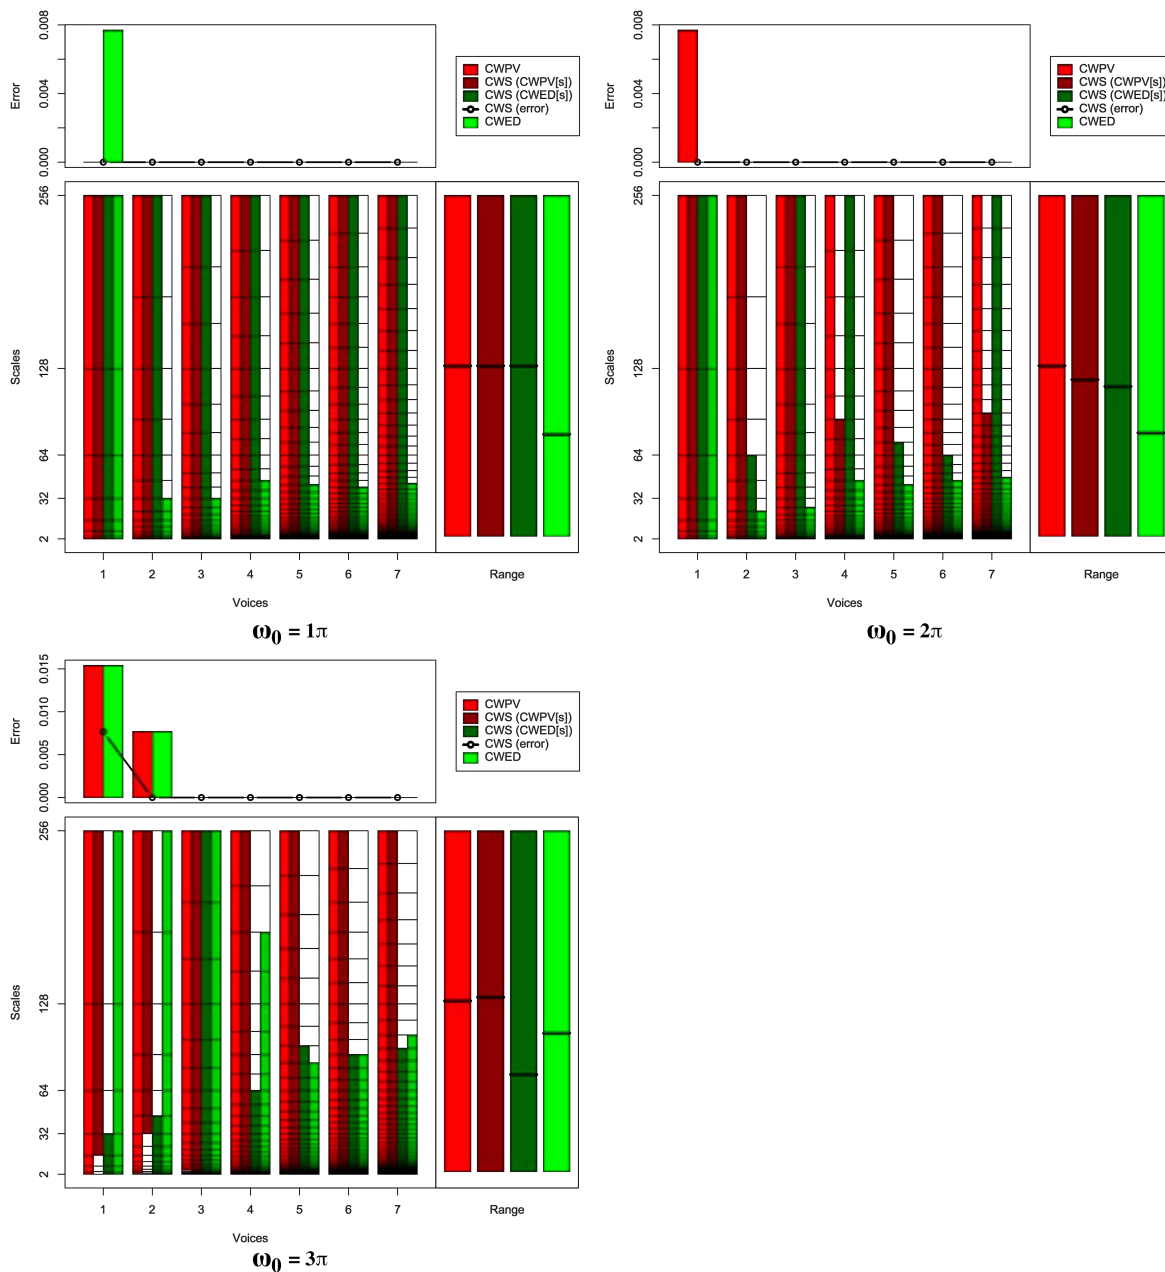 Error
0.000
0.004
0.008
CWPV
CWS (CWPV[s])
CWS (CWED[s])
CWS (error)
CWED
Scales
256
128
64
32
2
1 2 3 4 5 6 7
Range
Voices
ω0 = 1π
Error
0.000
0.004
0.008
CWPV
CWS (CWPV[s])
CWS (CWED[s])
CWS (error)
CWED
Scales
256
128
64
32
2
1 2 3 4 5 6 7
Range
Voices
ω0 = 2π
Error
0.000
0.005
0.010
0.015
CWPV
CWS (CWPV[s])
CWS (CWED[s])
CWS (error)
CWED
Scales
256
128
64
32
2
1 2 3 4 5 6 7
Range
Voices
ω0 = 3π